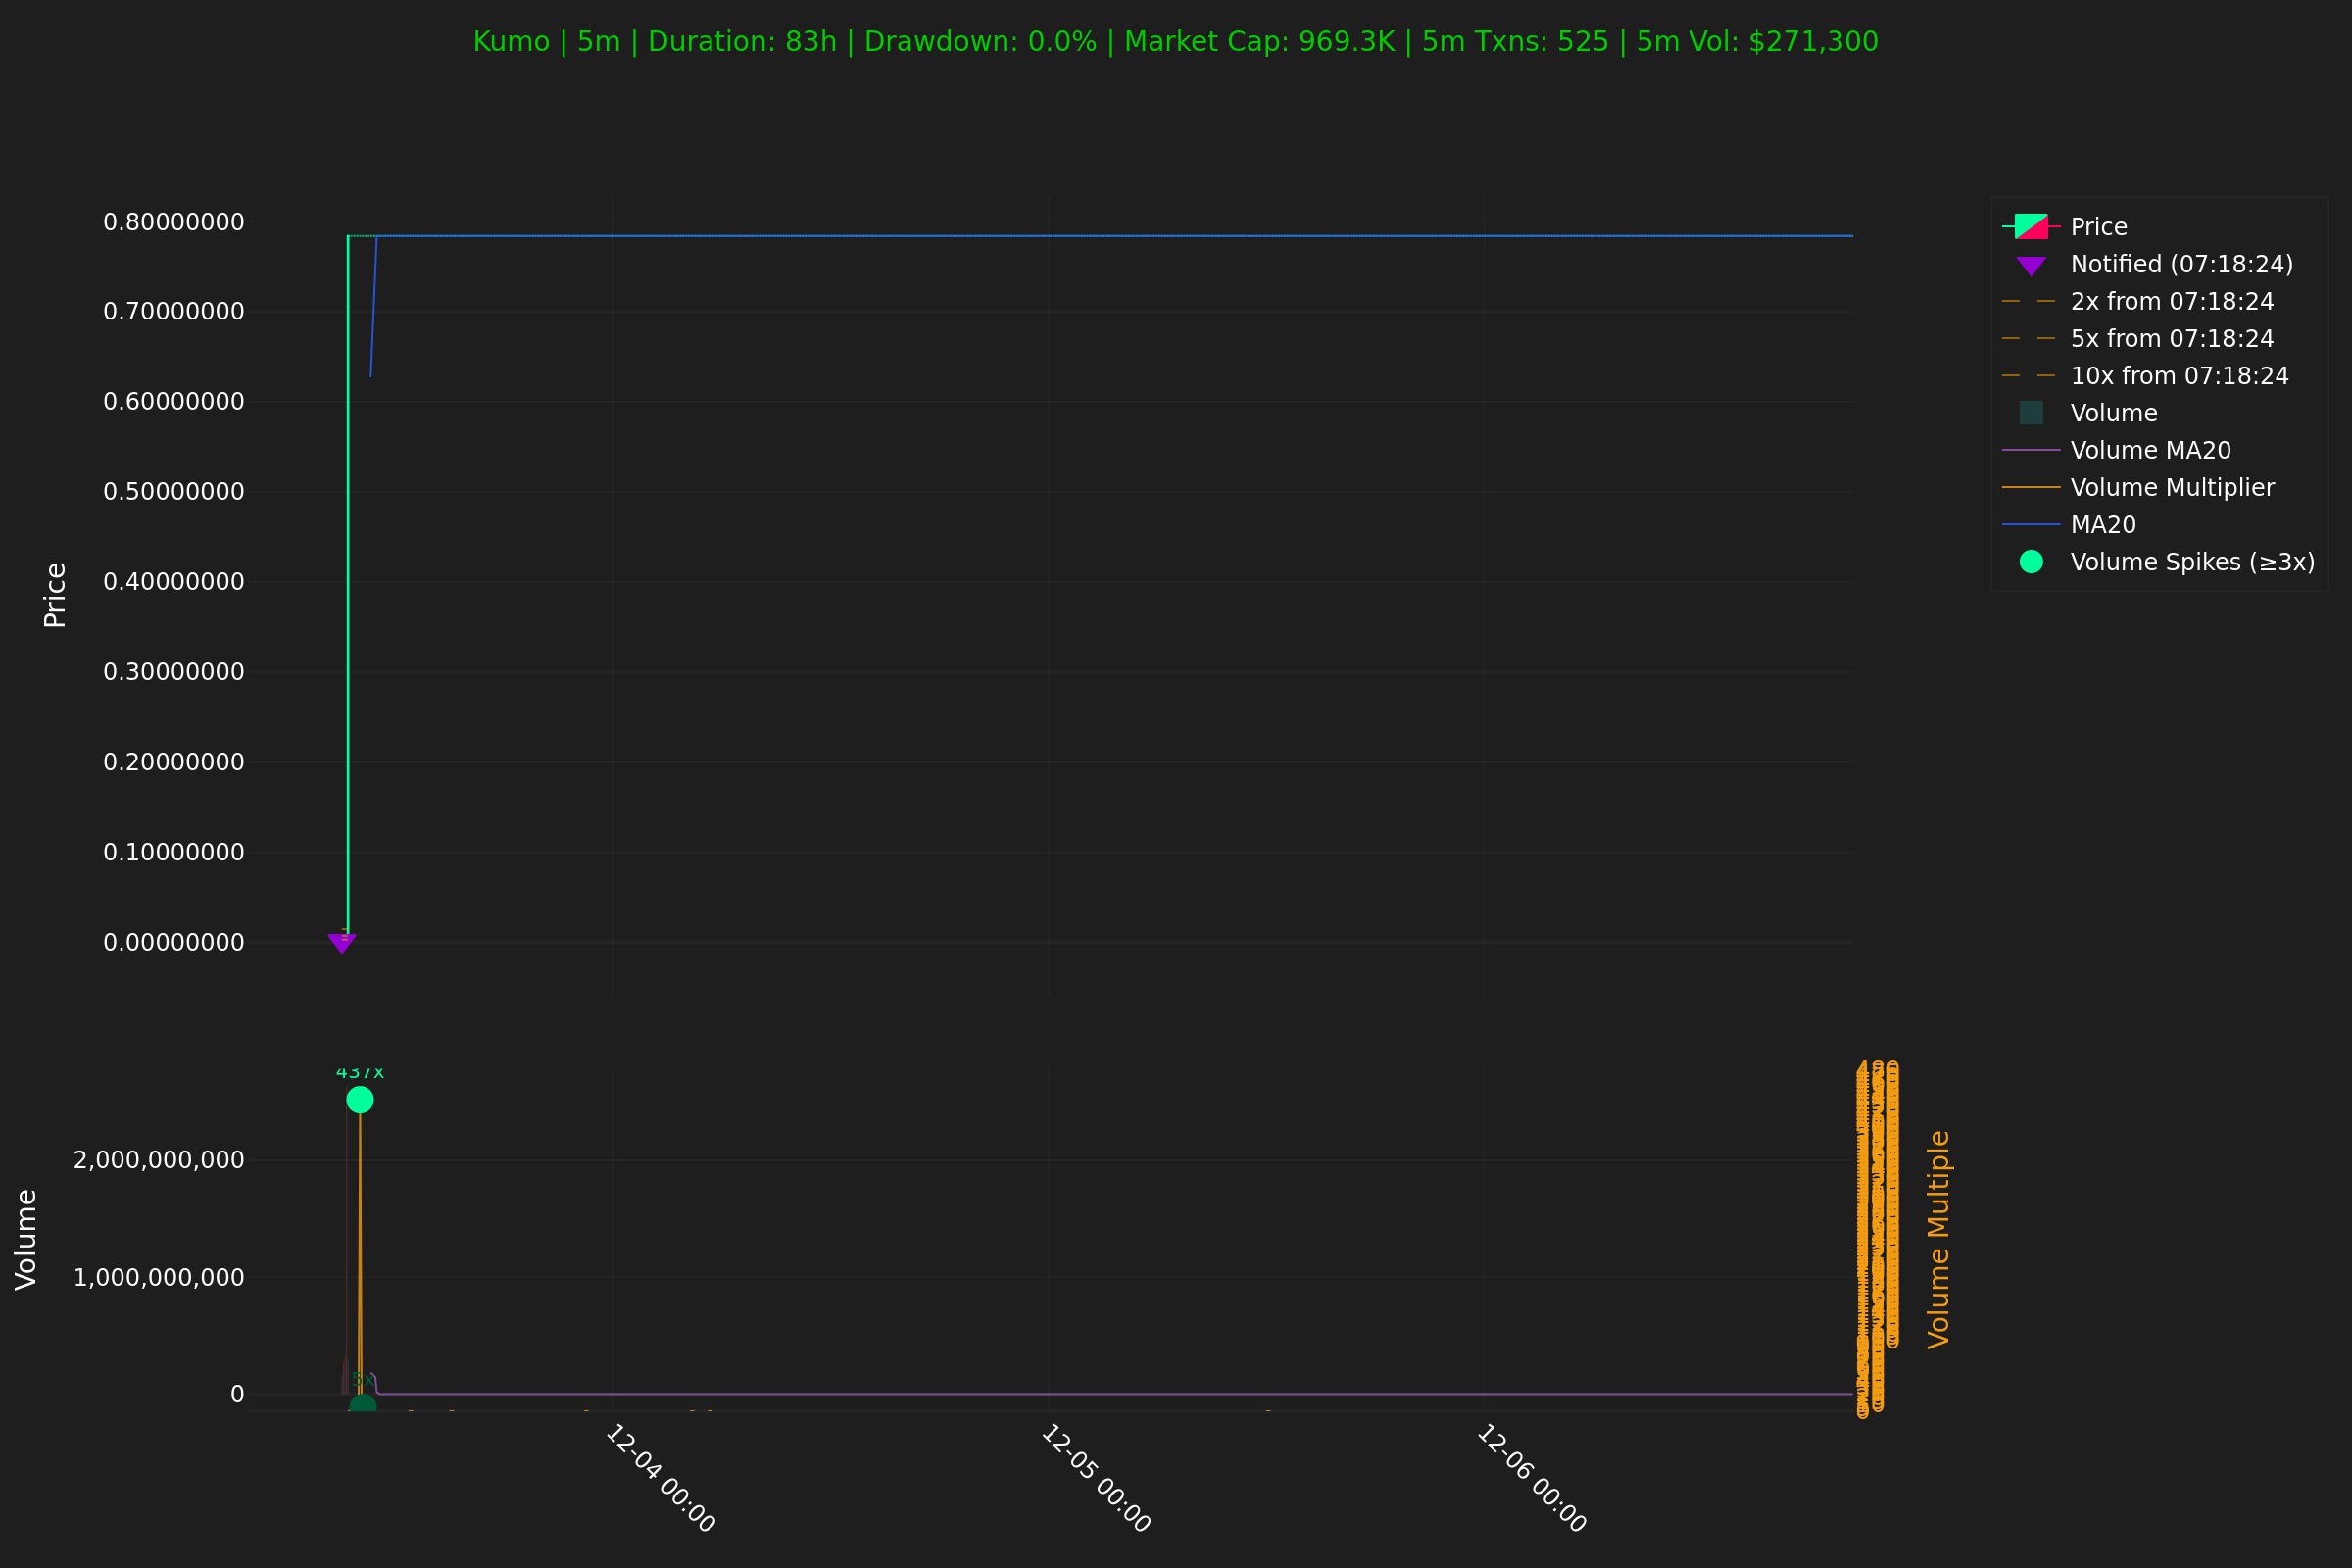 Kumo | 5m | Duration: 83h | Drawdown: 0.0% | Market Cap: 969.3K | 5m Txns: 525 | 5m Vol: $271,300
Price
0.80000000
0.70000000
0.60000000
0.50000000
0.40000000
0.30000000
0.20000000
0.10000000
0.00000000
Price
Notified (07:18:24)
2x from 07:18:24
5x from 07:18:24
10x from 07:18:24
Volume
Volume MA20
Volume Multiplier
MA20
Volume Spikes (≥3x)
Volume
2,000,000,000
1,000,000,000
0
437x
5x
Volume Multiple
12-04 00:00
12-05 00:00
12-06 00:00